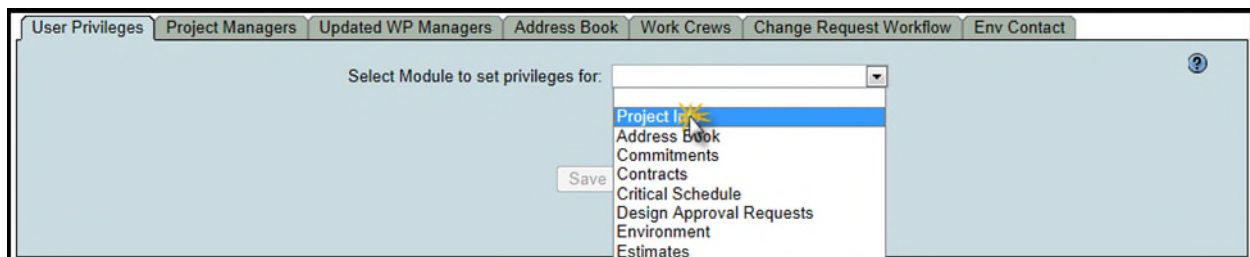 User Privileges Project Managers Updated WP Managers Address Book Work Crews Change Request Workflow Env Contact
Select Module to set privileges for:
?
Project
Address Book
Commitments
Save
Contracts
Critical Schedule
Design Approval Requests
Environment
Estimates